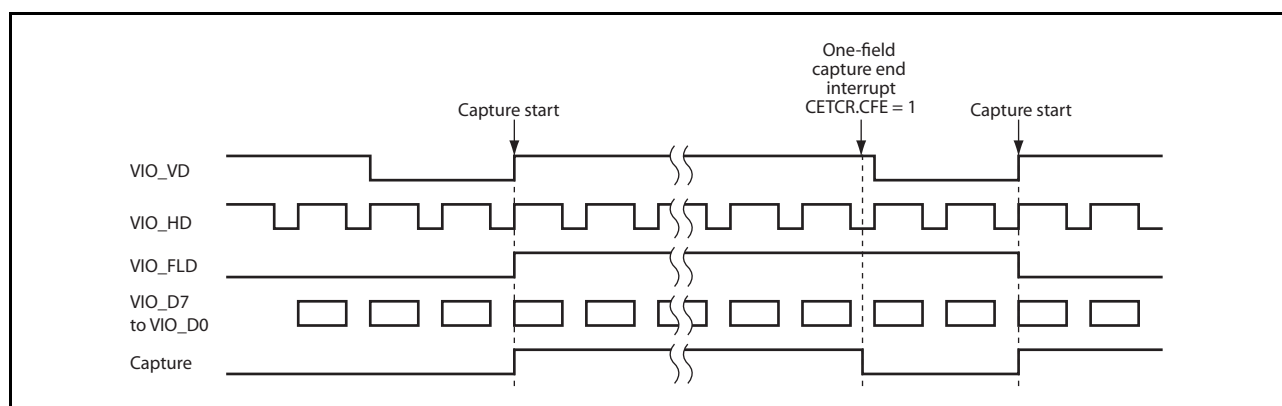 One-field
capture end
interrupt
CETCR.CFE = 1
Capture start
Capture start
VIO_VD
VIO_HD
VIO_FLD
VIO_D7
to VIO_D0
Capture